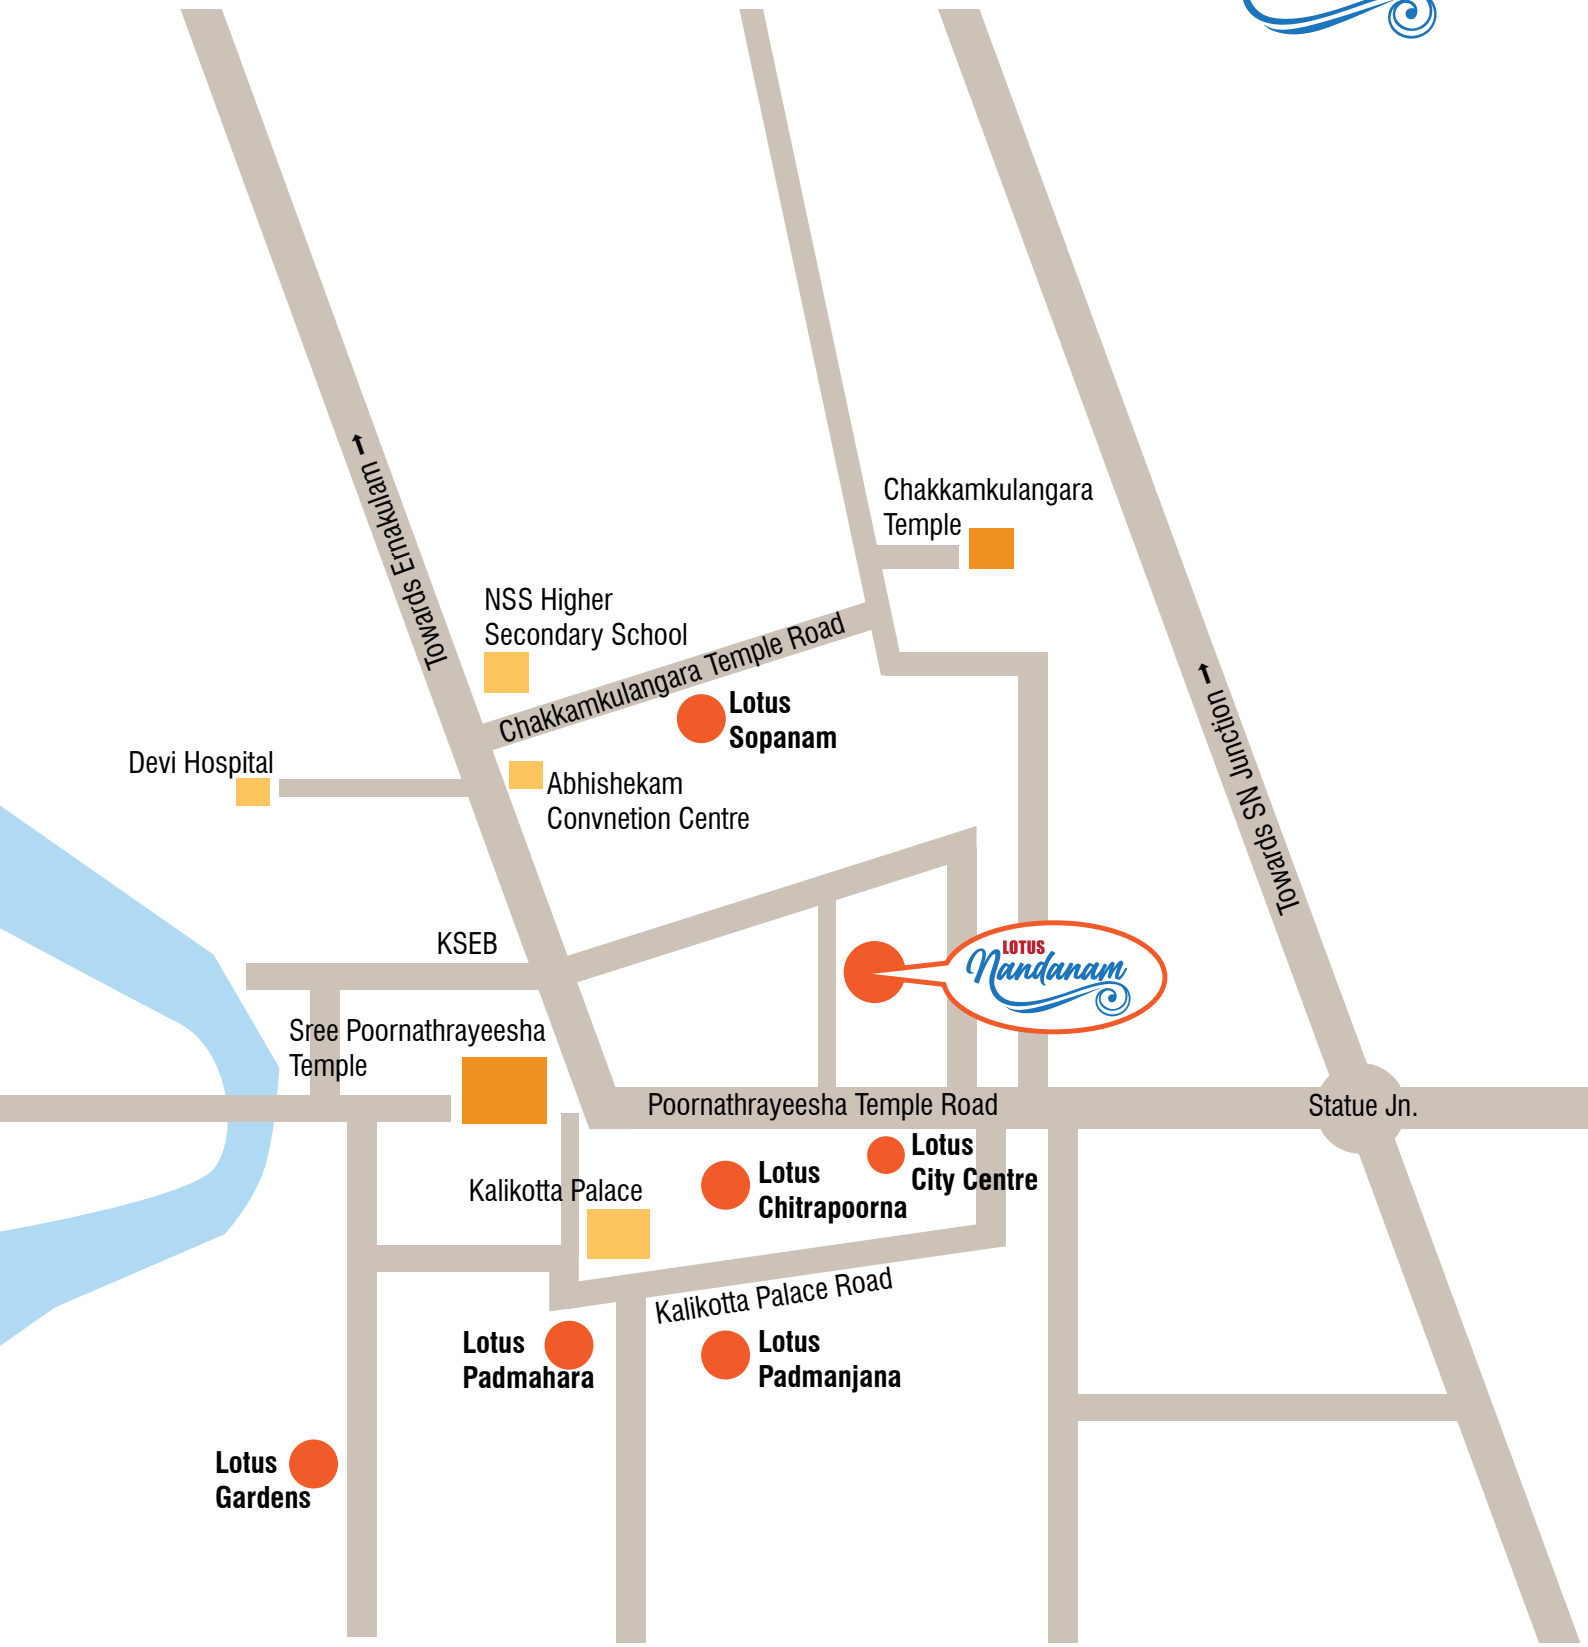 Chakkamkulangara
Temple
Towards Ernakulam
NSS Higher
Secondary School
Chakkamkulangara Temple Road
Lotus
Sopanam
Towards SN Junction
Devi Hospital
Abhishekam
Convnetion Centre
KSEB
LOTUS
Nandanam
Sree Poornathrayeesha
Temple
Poornathrayeesha Temple Road
Statue Jn.
Lotus
City Centre
Lotus
Chitrapoorna
Kalikotta Palace
Kalikotta Palace Road
Lotus
Padmahara
Lotus
Padmanjana
Lotus
Gardens